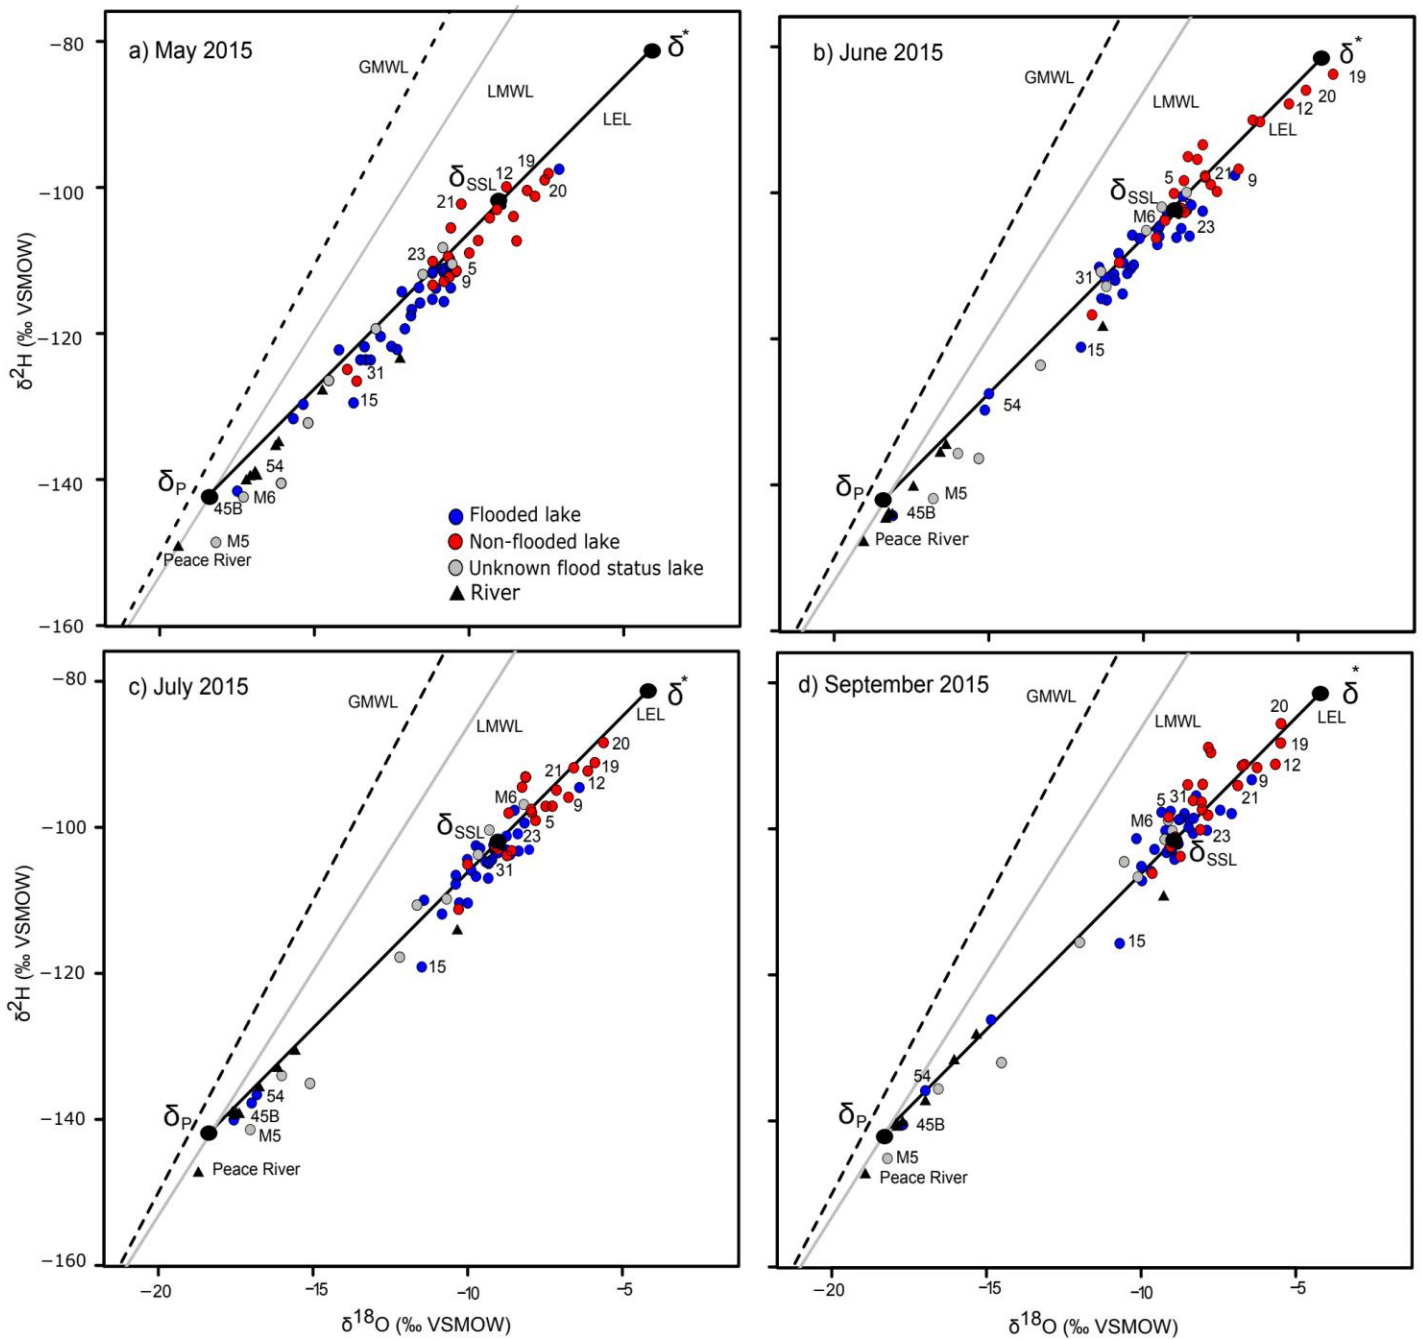 a) May 2015
GMWL
LMWL
LEL
δ*
δSSL
12
19
20
21
23
5
9
31
15
54
δP
45B
M6
M5
Peace River
Flooded lake
Non-flooded lake
Unknown flood status lake
River
−80
−100
−120
−140
−160
δ²H (‰ VSMOW)
b) June 2015
GMWL
LMWL
LEL
δ*
19
20
12
5
21
9
δSSL
M6
23
31
15
54
δP
M5
45B
Peace River
c) July 2015
GMWL
LMWL
LEL
δ*
20
21
19
12
M6
9
5
δSSL
23
31
15
54
45B
δP
M5
Peace River
−80
−100
−120
−140
−160
δ²H (‰ VSMOW)
−20
−15
−10
−5
δ¹⁸O (‰ VSMOW)
d) September 2015
GMWL
LMWL
LEL
δ*
20
19
12
9
21
5
31
M6
23
δSSL
15
54
δP
45B
M5
Peace River
−20
−15
−10
−5
δ¹⁸O (‰ VSMOW)